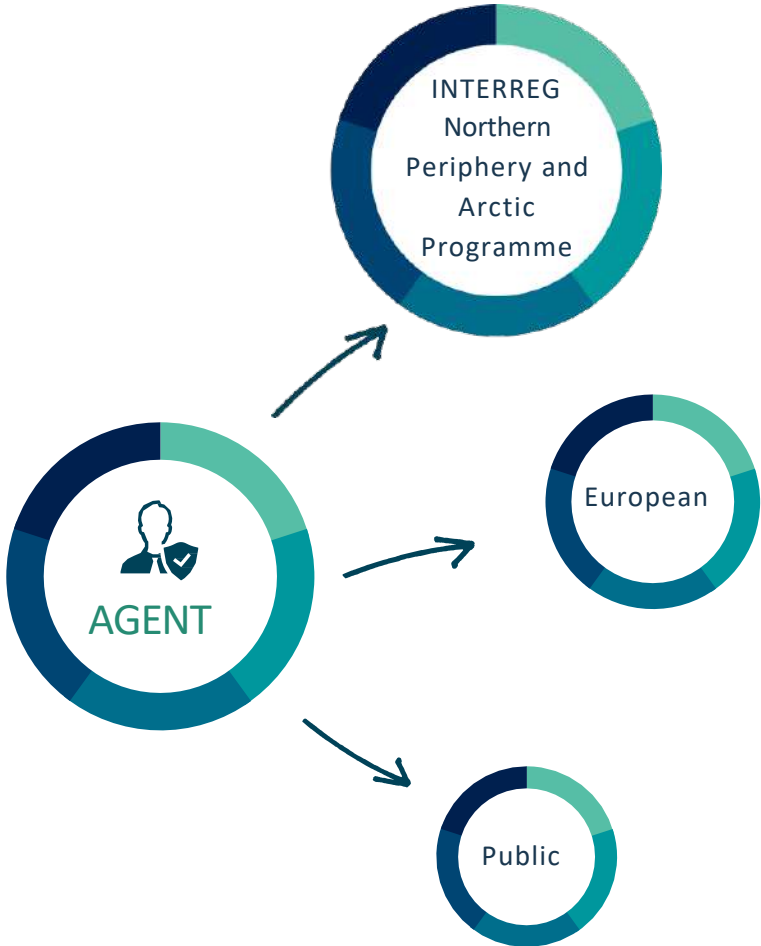 INTERREG
Northern
Periphery and
Arctic
Programme
European
AGENT
Public